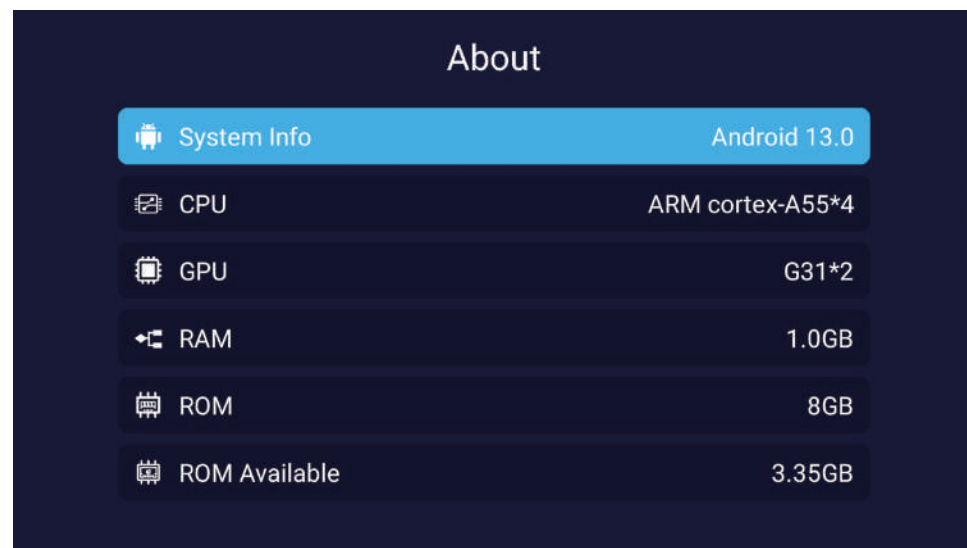 About
System Info Android 13.0
CPU ARM cortex-A55*4
GPU G31*2
RAM 1.0GB
ROM 8GB
ROM Available 3.35GB